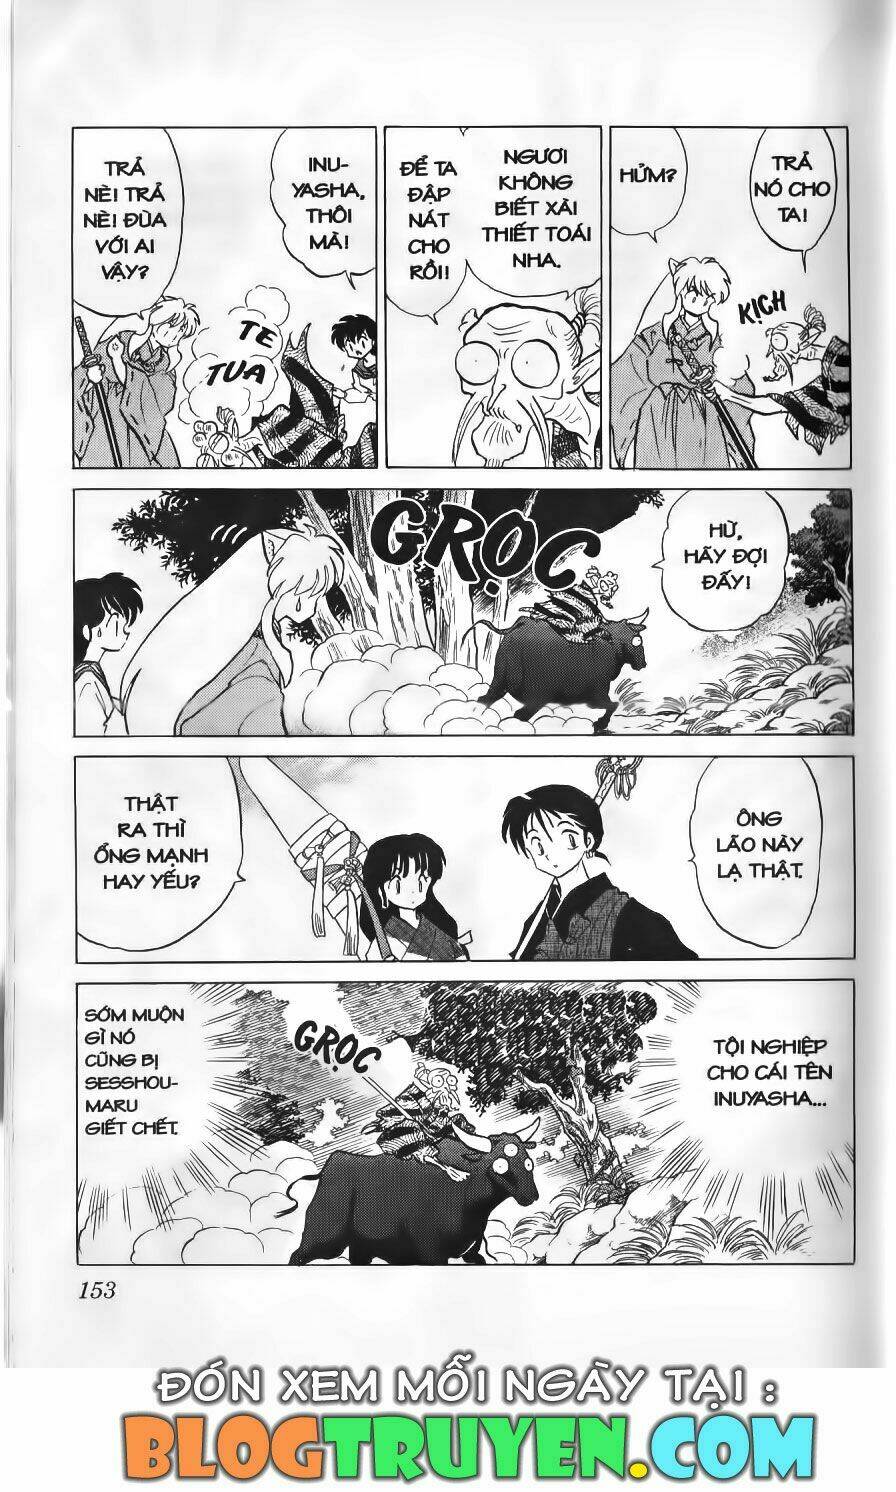 TRẢ
NÓ CHO
TA!
HỬM?
KỊCH
NGƯƠI
KHÔNG
BIẾT XÀI
THIẾT TOÁI
NHA.
ĐỂ TA
ĐẬP
NÁT
CHO
RỒI!
INU-
YASHA,
THÔI
MÀ!
TRẢ
NÈ! TRẢ
NÈ! ĐÙA
VỚI AI
VẬY?
TE
TUA
HỪ,
HÃY ĐỢI
ĐẤY!
GRỌC
ÔNG
LÃO NÀY
LẠ THẬT.
THẬT
RA THÌ
ỔNG MẠNH
HAY YẾU?
TỘI NGHIỆP
CHO CÁI TÊN
INUYASHA...
GRỌC
SỚM MUỘN
GÌ NÓ
CŨNG BỊ
SESSHOU-
MARU
GIẾT CHẾT.
153
ĐÓN XEM MỖI NGÀY TẠI :
BLOGTRUYEN.COM